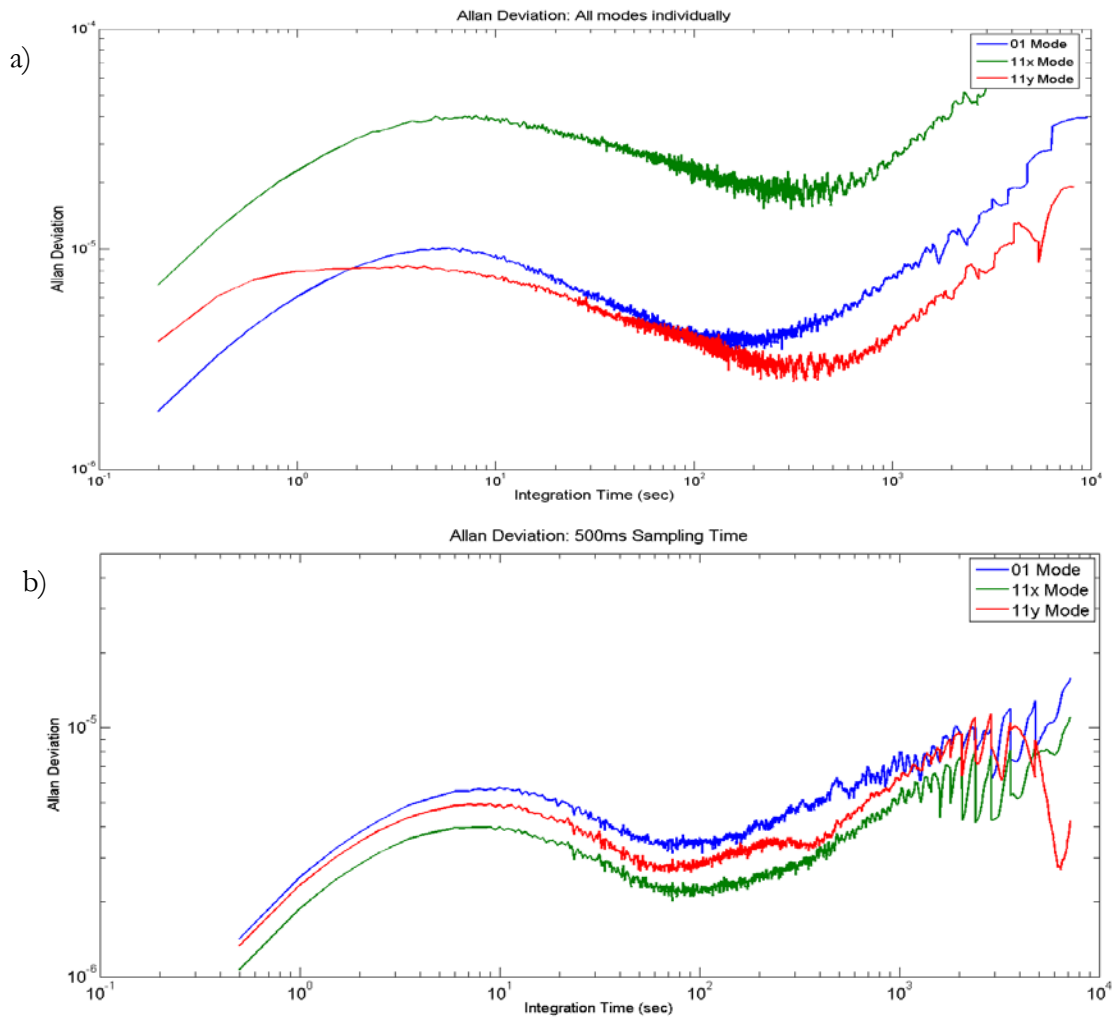 a)
Allan Deviation: All modes individually
Allan Deviation
10^-4
10^-5
10^-6
01 Mode
11x Mode
11y Mode
10^-1 10^0 10^1 10^2 10^3 10^4
Integration Time (sec)
b)
Allan Deviation: 500ms Sampling Time
Allan Deviation
10^-5
10^-6
01 Mode
11x Mode
11y Mode
10^-1 10^0 10^1 10^2 10^3 10^4
Integration Time (sec)